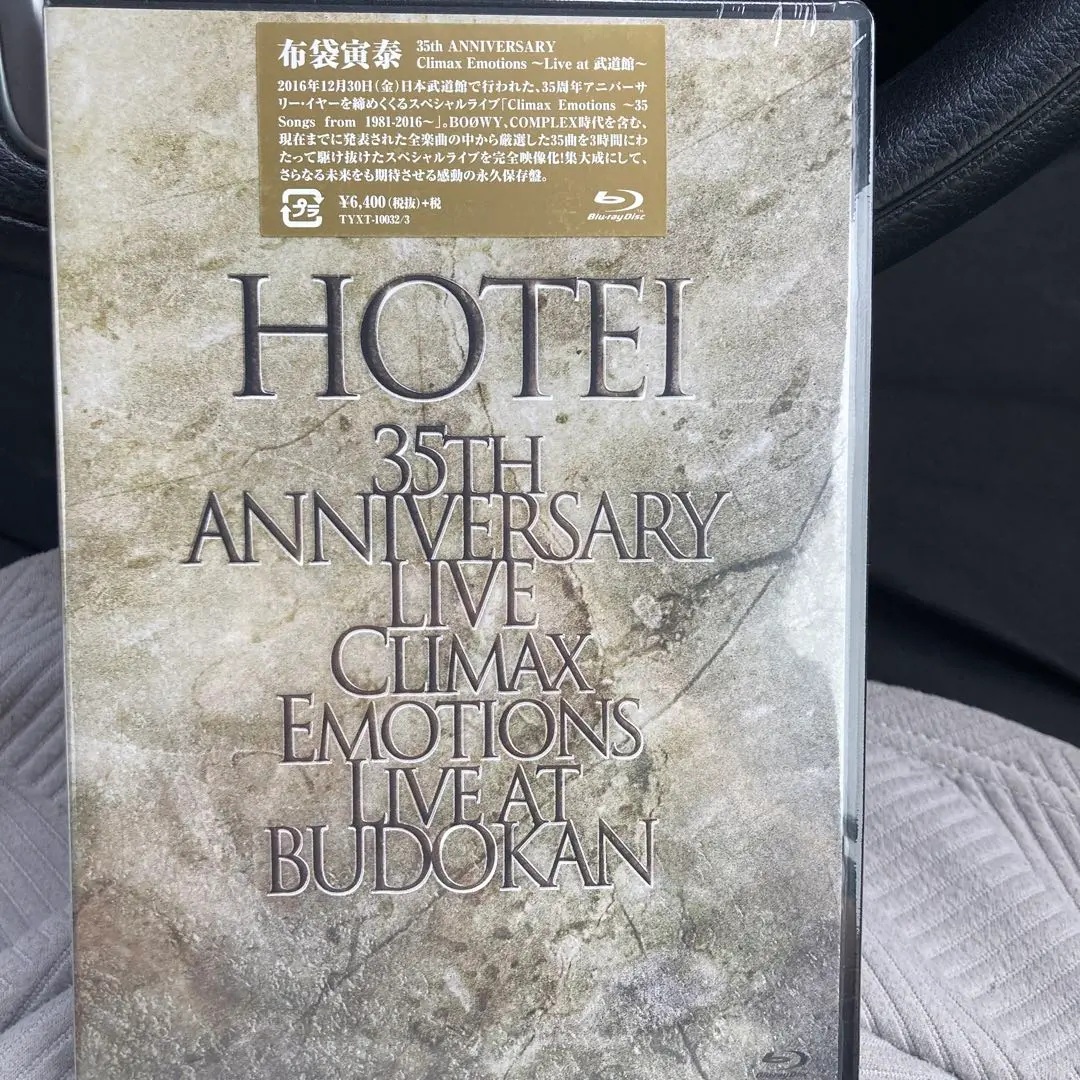 布袋寅泰 35th ANNIVERSARY
Climax Emotions ～Live at 武道館～
2016年12月30日(金)日本武道館で行われた、35周年アニバーサ
リー・イヤーを締めくくるスペシャルライブ「Climax Emotions ～35
Songs from 1981-2016～」。BOØWY、COMPLEX時代を含む、
現在までに発表された全楽曲の中から厳選した35曲を3時間にわ
たって駆け抜けたスペシャルライブを完全映像化!集大成にして、
さらなる未来をも期待させる感動の永久保存盤。
プラ
¥6,400(税抜)+税
TYXT-10032/3
Blu-ray Disc
HOTEI
35TH
ANNIVERSARY
LIVE
CLIMAX
EMOTIONS
LIVE AT
BUDOKAN
Blu-ray Disc